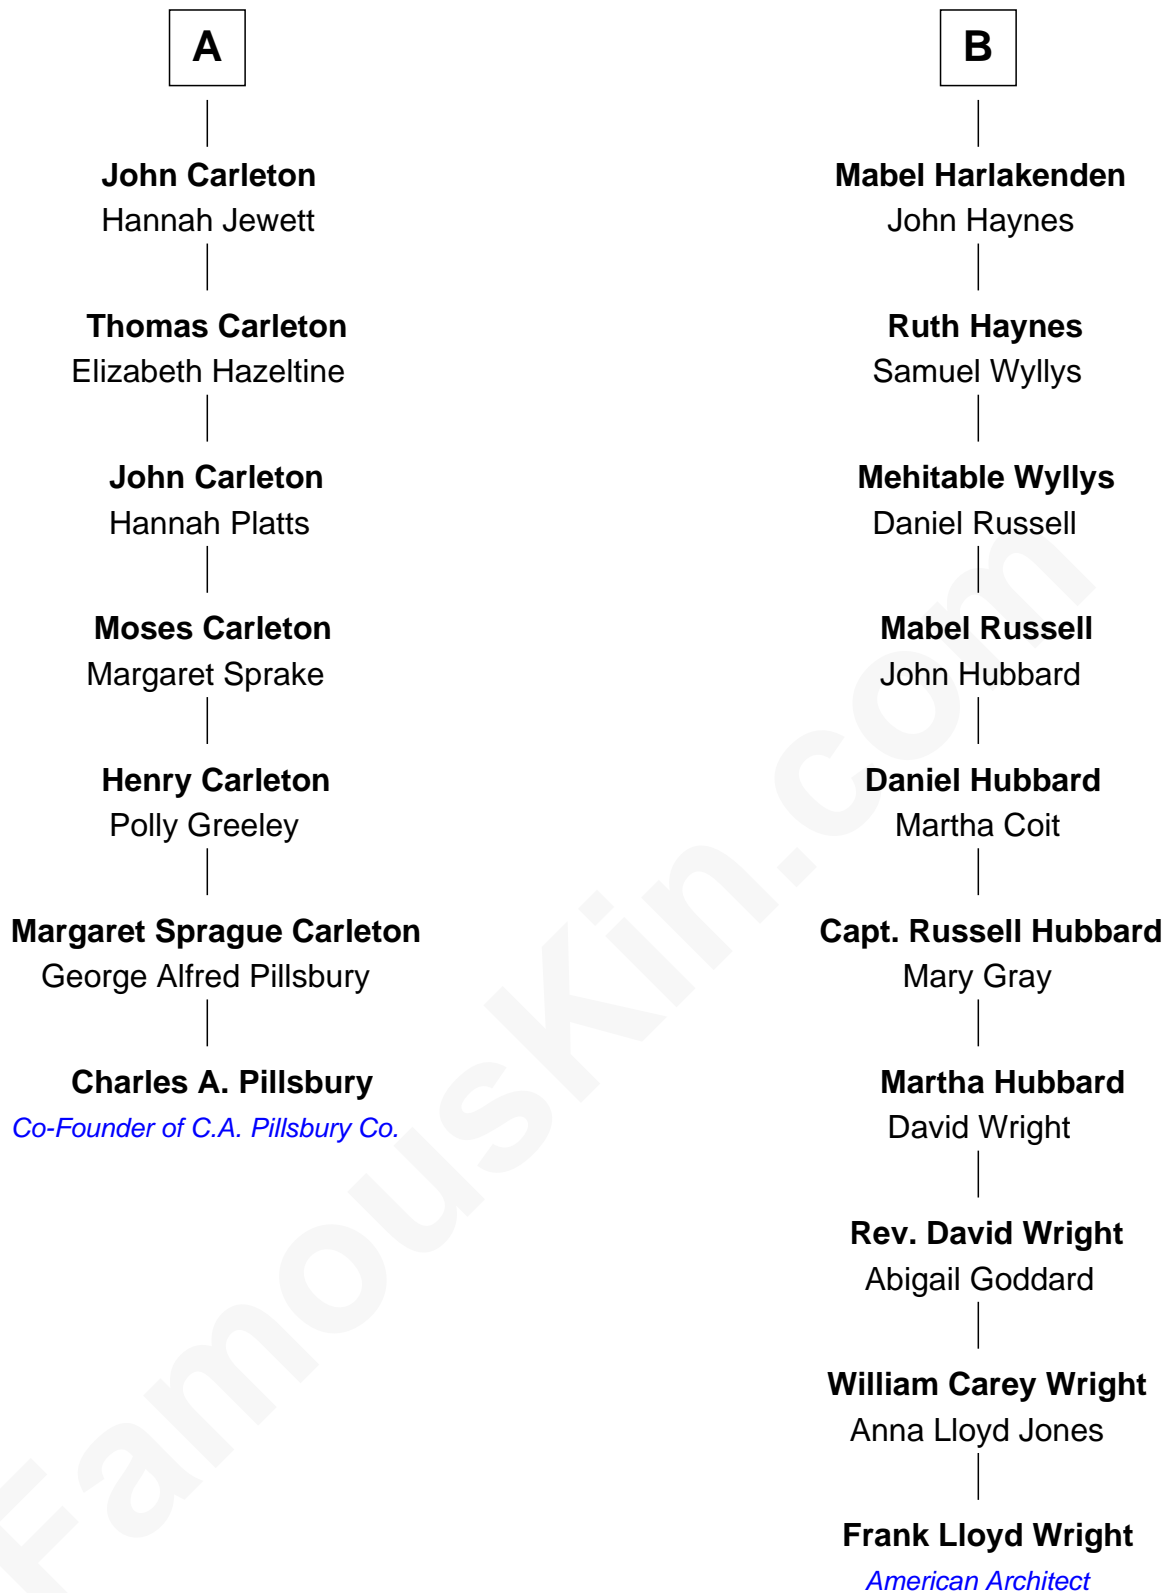 A
John Carleton
Hannah Jewett
Thomas Carleton
Elizabeth Hazeltine
John Carleton
Hannah Platts
Moses Carleton
Margaret Sprake
Henry Carleton
Polly Greeley
Margaret Sprague Carleton
George Alfred Pillsbury
Charles A. Pillsbury
Co-Founder of C.A. Pillsbury Co.
B
Mabel Harlakenden
John Haynes
Ruth Haynes
Samuel Wyllys
Mehitable Wyllys
Daniel Russell
Mabel Russell
John Hubbard
Daniel Hubbard
Martha Coit
Capt. Russell Hubbard
Mary Gray
Martha Hubbard
David Wright
Rev. David Wright
Abigail Goddard
William Carey Wright
Anna Lloyd Jones
Frank Lloyd Wright
American Architect
FamousKin.com